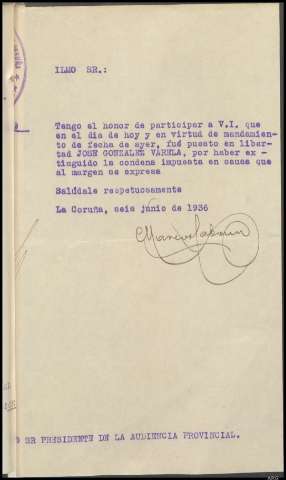 ILMO SR.:
Tengo el honor de participar a V.I. que
en el dia de hoy y en virtud de mandamien
to de fecha de ayer, fué puesto en liber-
tad JOSE GONZALEZ VARELA, por haber ex-
tinguido la condena impuesta en causa que
al margen se expresa
Salúdale respetuosamente
La Coruña, seis junio de 1936
SR PRESIDENTE DE LA AUDIENCIA PROVINCIAL.